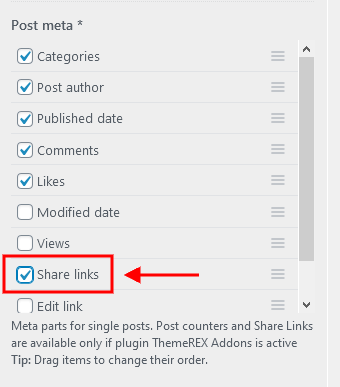 Post meta *
Categories
Post author
Published date
Comments
Likes
Modified date
Views
Share links
Edit link
Meta parts for single posts. Post counters and Share Links
are available only if plugin ThemeREX Addons is active
Tip: Drag items to change their order.